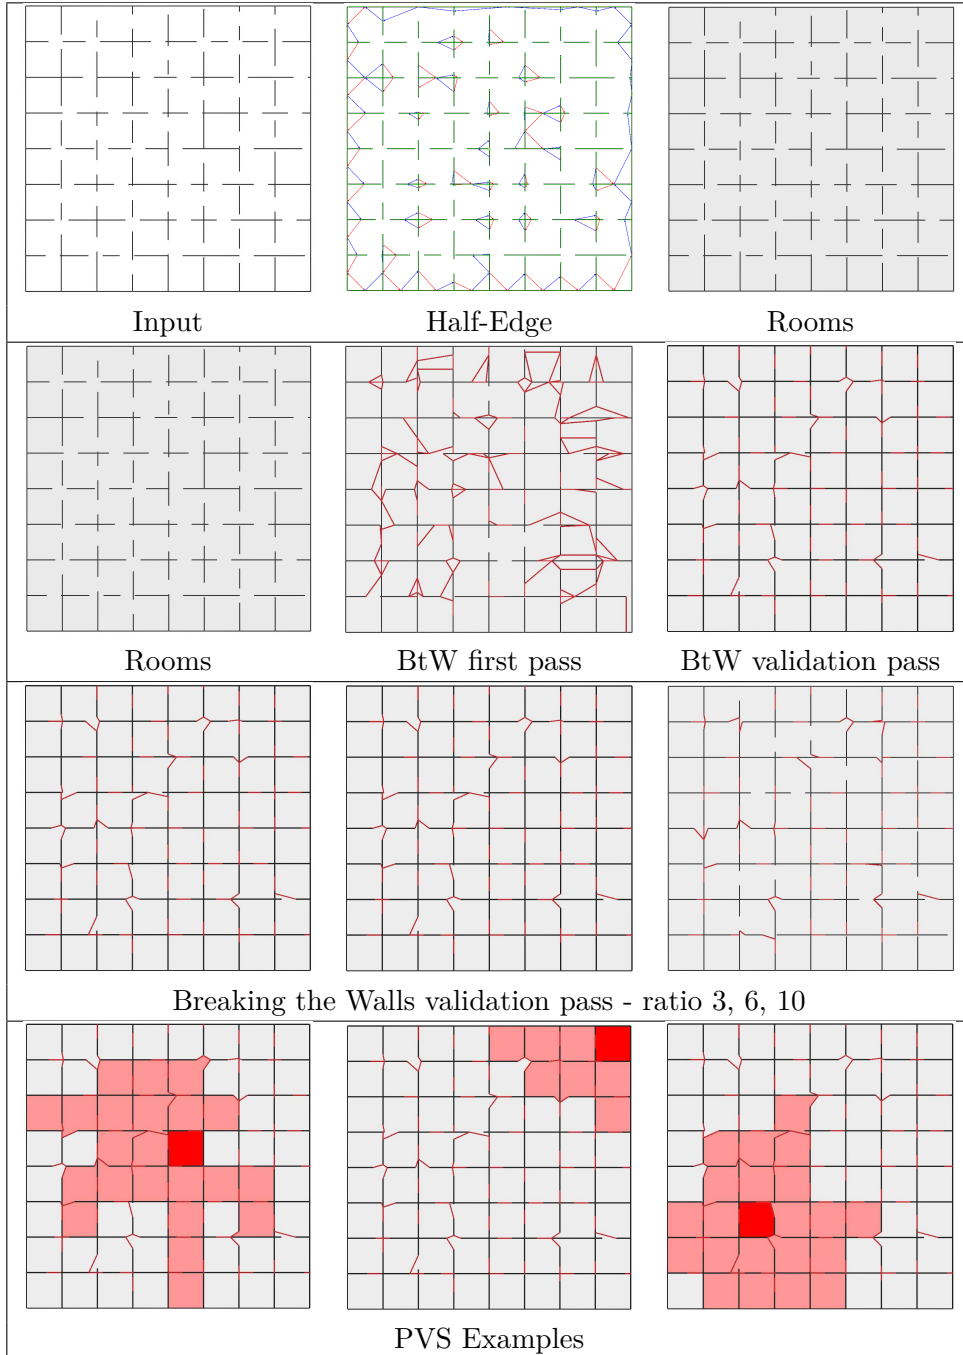 Input
Half-Edge
Rooms
Rooms
BtW first pass
BtW validation pass
Breaking the Walls validation pass - ratio 3, 6, 10
PVS Examples